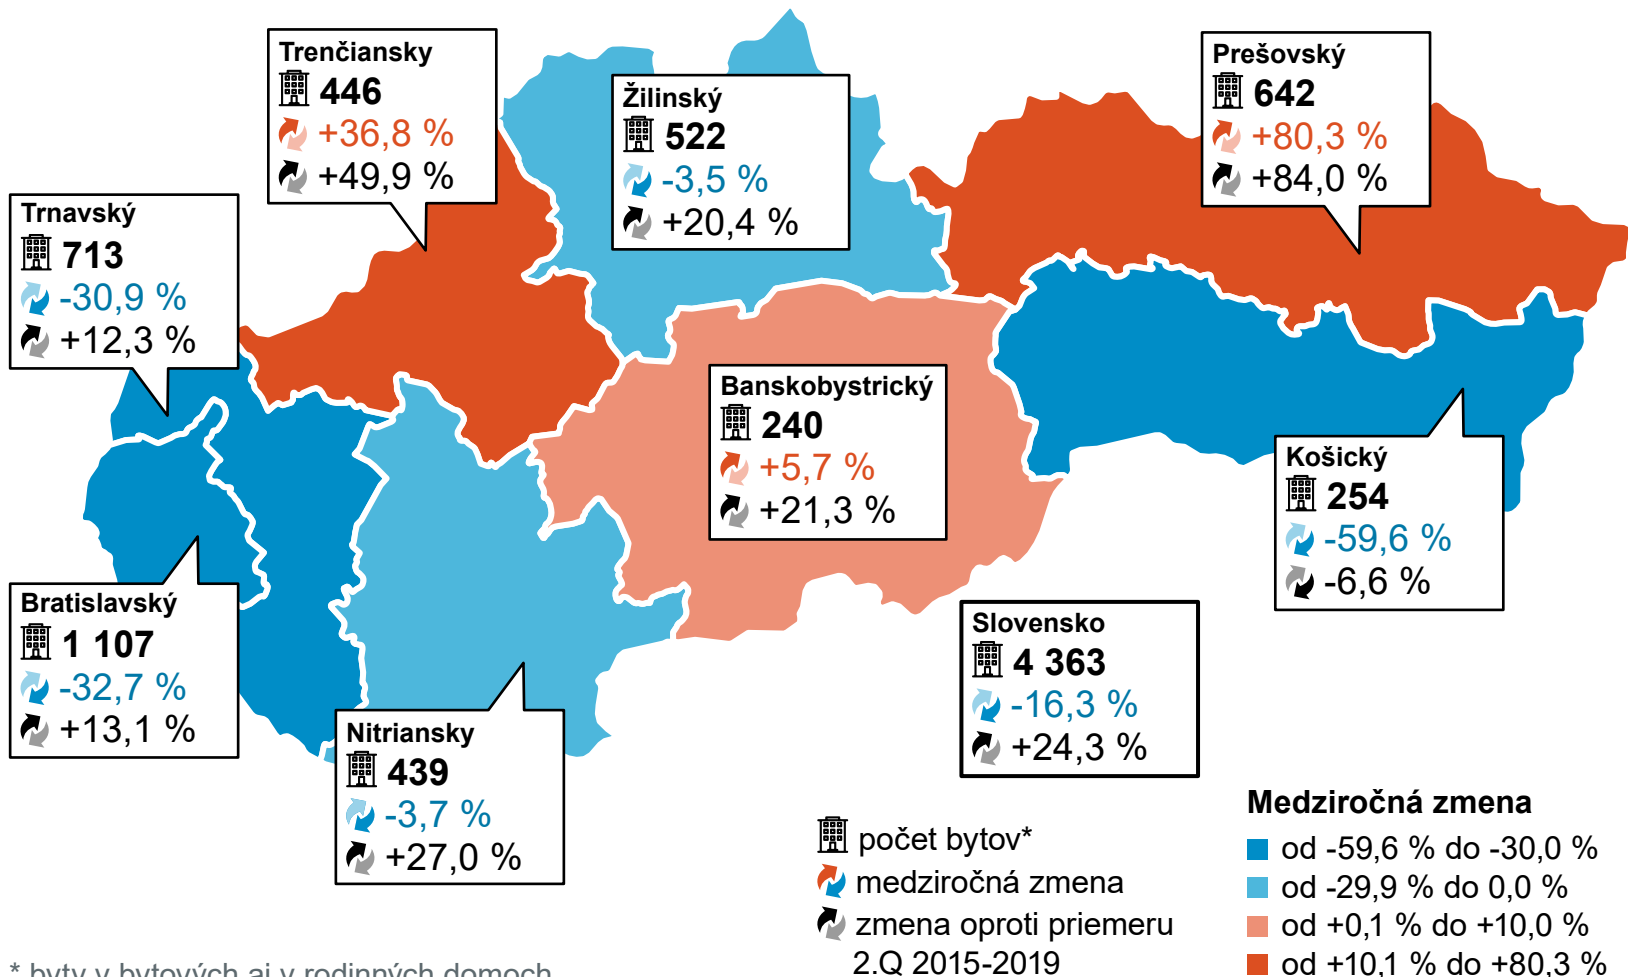 Trenčiansky
446
+36,8 %
+49,9 %
Žilinský
522
-3,5 %
+20,4 %
Prešovský
642
+80,3 %
+84,0 %
Trnavský
713
-30,9 %
+12,3 %
Banskobystrický
240
+5,7 %
+21,3 %
Košický
254
-59,6 %
-6,6 %
Bratislavský
1 107
-32,7 %
+13,1 %
Nitriansky
439
-3,7 %
+27,0 %
Slovensko
4 363
-16,3 %
+24,3 %
počet bytov*
medziročná zmena
zmena oproti priemeru
2.Q 2015-2019
Medziročná zmena
od -59,6 % do -30,0 %
od -29,9 % do 0,0 %
od +0,1 % do +10,0 %
od +10,1 % do +80,3 %
* byty v bytových aj v rodinných domoch